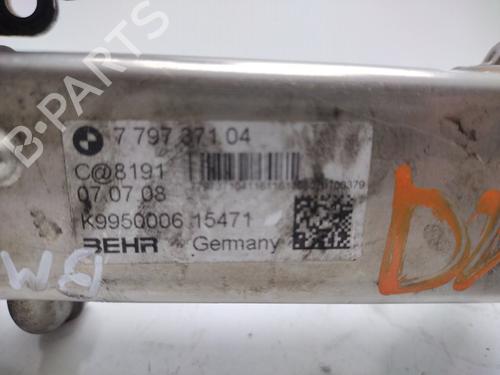 B-PARTS
7 797 371 04
C@8191
07.07.08
K9950006 15471
BEHR Germany